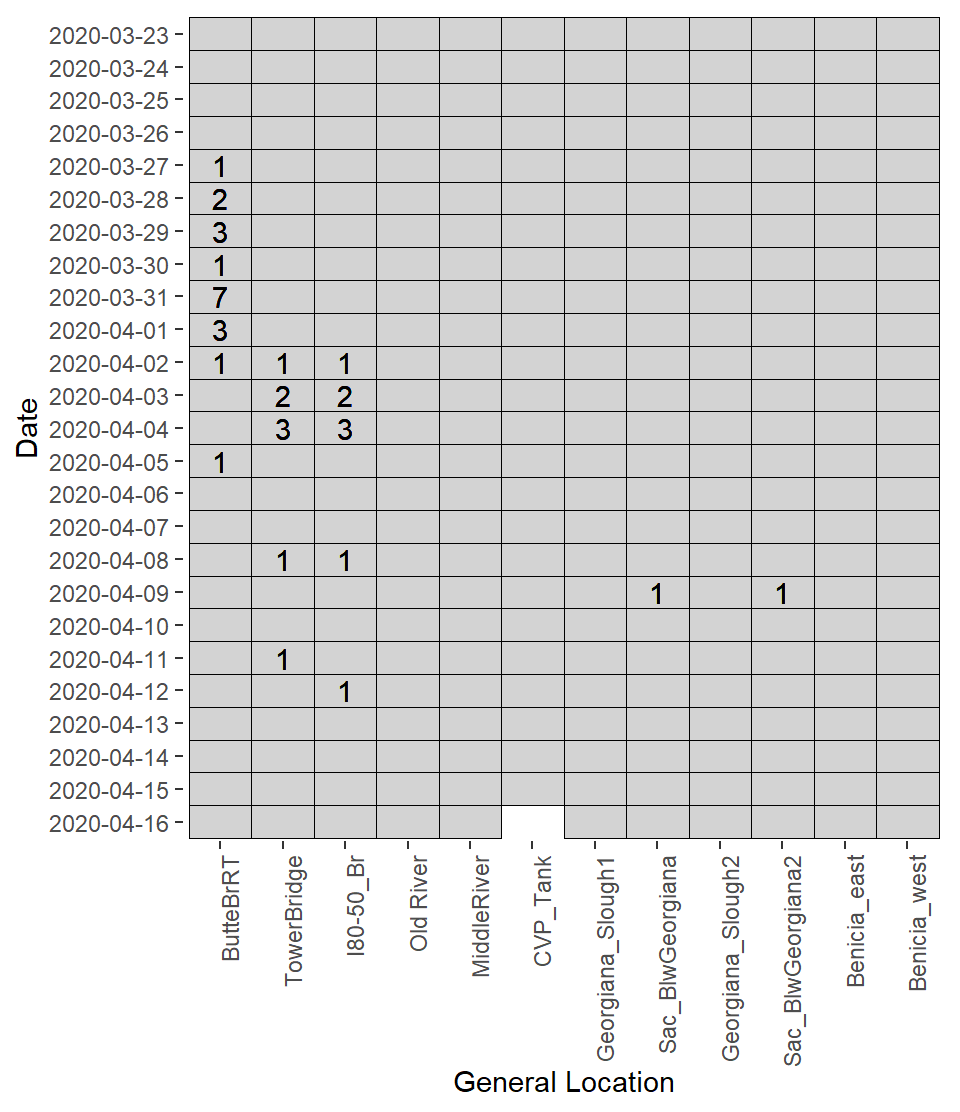 2020-03-23
2020-03-24
2020-03-25
2020-03-26
2020-03-27 1
2020-03-28 2
2020-03-29 3
2020-03-30 1
2020-03-31 7
2020-04-01 3
2020-04-02 1 1 1
2020-04-03 2 2
2020-04-04 3 3
2020-04-05 1
2020-04-06
2020-04-07
2020-04-08 1 1
2020-04-09 1 1
2020-04-10
2020-04-11 1
2020-04-12 1
2020-04-13
2020-04-14
2020-04-15
2020-04-16
Date
ButteBrRT
TowerBridge
I80-50_Br
Old River
MiddleRiver
CVP_Tank
Georgiana_Slough1
Sac_BlwGeorgiana
Georgiana_Slough2
Sac_BlwGeorgiana2
Benicia_east
Benicia_west
General Location